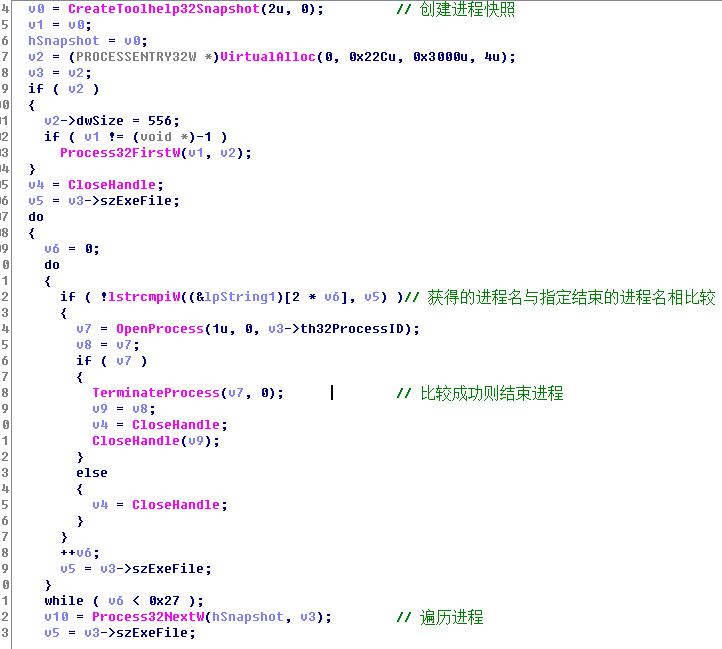 4 v0 = CreateToolhelp32Snapshot(2u, 0); // 创建进程快照
5 v1 = v0;
6 hSnapshot = v0;
7 v2 = (PROCESSENTRY32W *)VirtualAlloc(0, 0x22Cu, 0x3000u, 4u);
8 v3 = v2;
9 if ( v2 )
0 {
1 v2->dwSize = 556;
2 if ( v1 != (void *)-1 )
3 Process32FirstW(v1, v2);
4 }
5 v4 = CloseHandle;
6 v5 = v3->szExeFile;
7 do
8 {
9 v6 = 0;
0 do
1 {
2 if ( !lstrcmpiW((&lpString1)[2 * v6], v5) )// 获得的进程名与指定结束的进程名相比较
3 {
4 v7 = OpenProcess(1u, 0, v3->th32ProcessID);
5 v8 = v7;
6 if ( v7 )
7 {
8 TerminateProcess(v7, 0); // 比较成功则结束进程
9 v9 = v8;
0 v4 = CloseHandle;
1 CloseHandle(v9);
2 }
3 else
4 {
5 v4 = CloseHandle;
6 }
7 }
8 ++v6;
9 v5 = v3->szExeFile;
0 }
1 while ( v6 < 0x27 );
2 v10 = Process32NextW(hSnapshot, v3); // 遍历进程
3 v5 = v3->szExeFile;